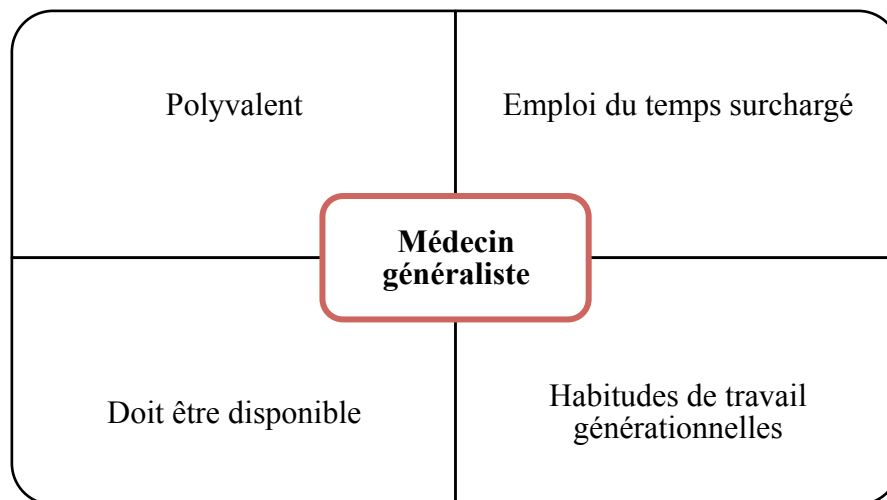 Polyvalent
Emploi du temps surchargé
Médecin
généraliste
Doit être disponible
Habitudes de travail
générationnelles